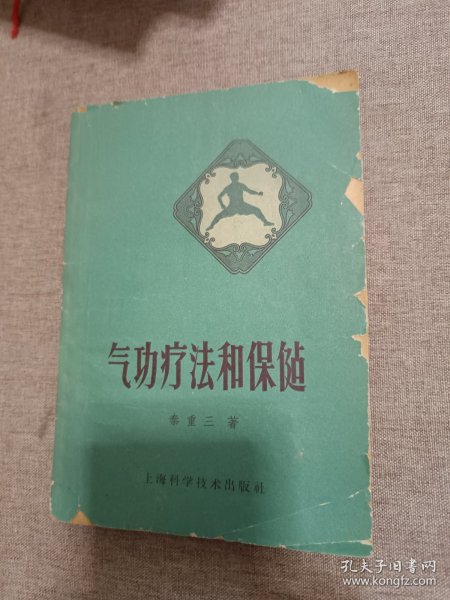 气功疗法和保健
秦重三 著
上海科学技术出版社
孔夫子旧书网
www.kongfz.com